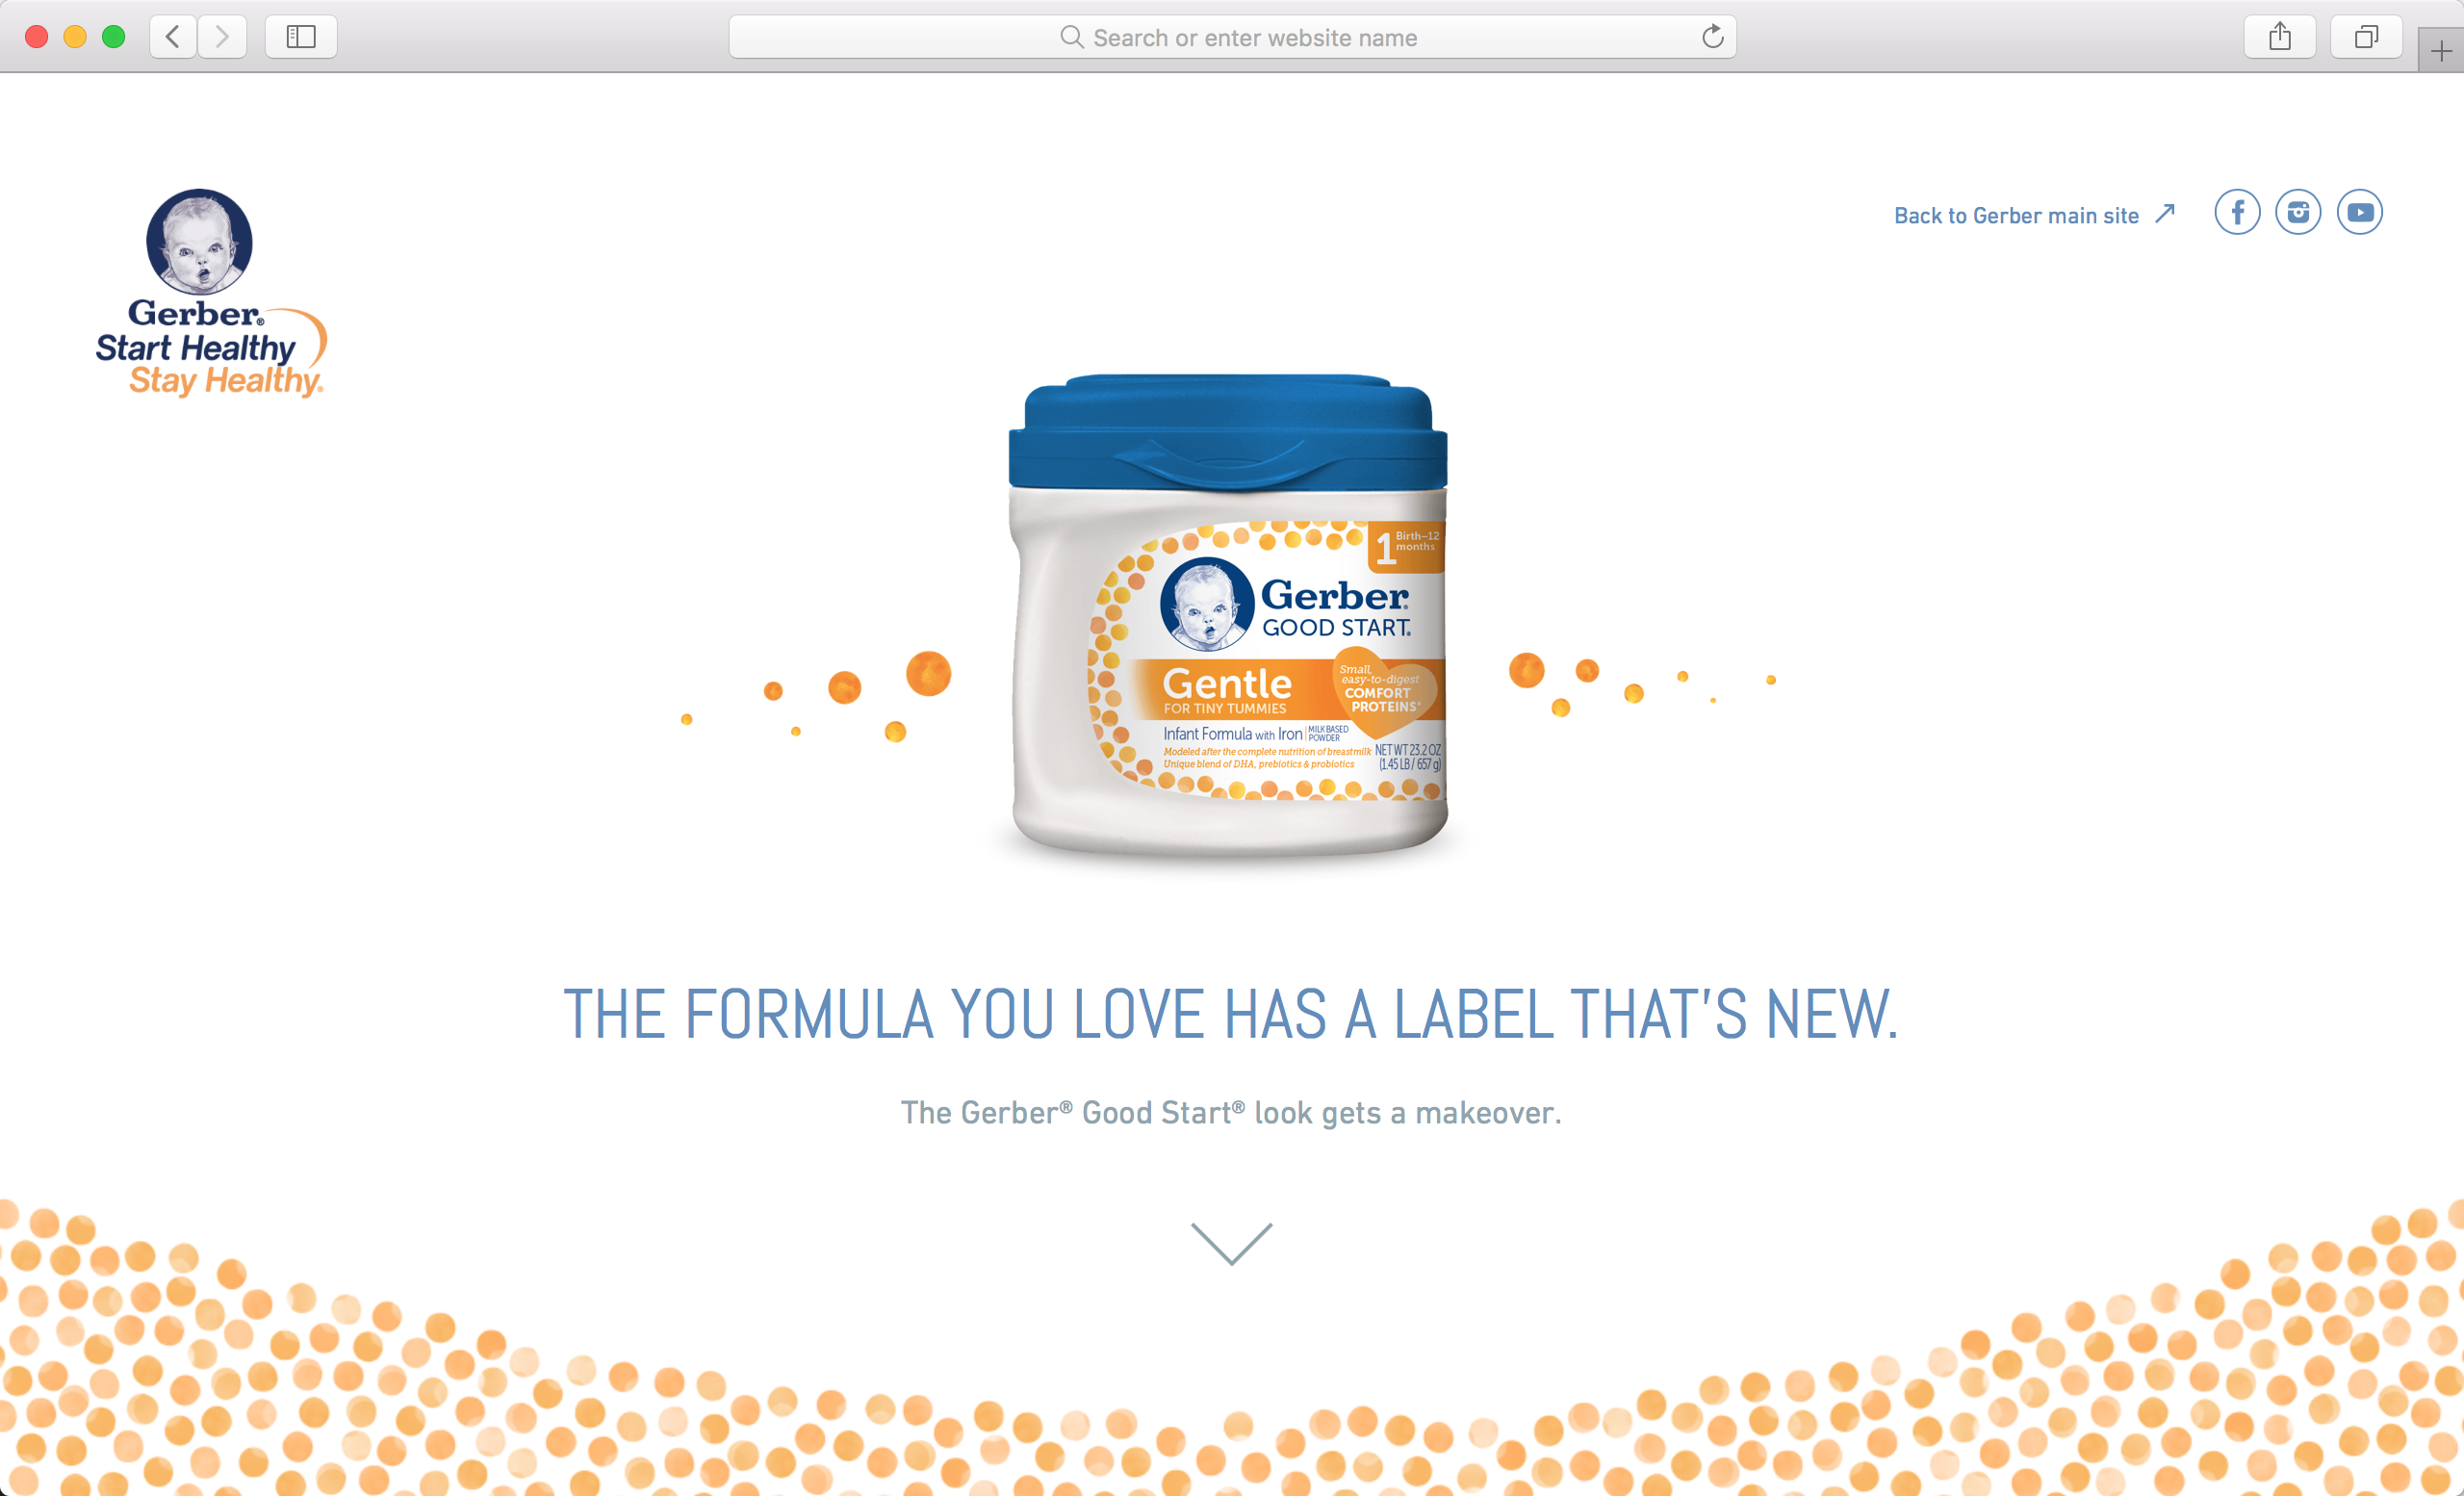 Search or enter website name
Back to Gerber main site
Gerber®
Start Healthy
Stay Healthy®
1 Birth–12
months
Gerber®
GOOD START®
Gentle
FOR TINY TUMMIES
Small,
easy-to-digest
COMFORT
PROTEINS®
Infant Formula with Iron
MILK BASED
POWDER
Modeled after the complete nutrition of breastmilk
Unique blend of DHA, prebiotics & probiotics
NET WT 23.2 OZ
(1.45 LB / 657 g)
THE FORMULA YOU LOVE HAS A LABEL THAT'S NEW.
The Gerber® Good Start® look gets a makeover.